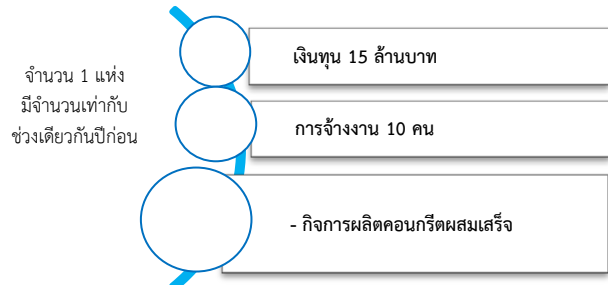 จำนวน 1 แห่ง
มีจำนวนเท่ากับ
ช่วงเดียวกันปีก่อน
เงินทุน 15 ล้านบาท
การจ้างงาน 10 คน
- กิจการผลิตคอนกรีตผสมเสร็จ